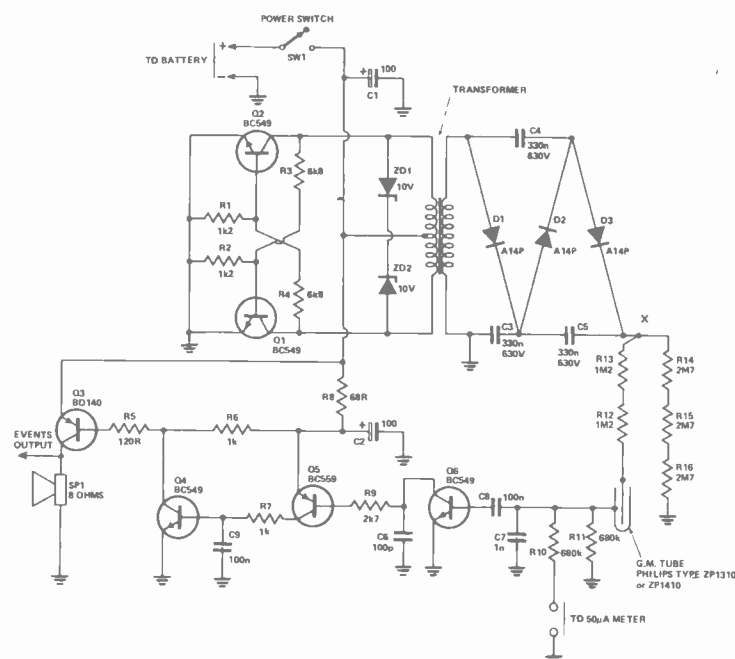 POWER SWITCH
+
TO BATTERY
SW1
−
+
100
C1
TRANSFORMER
Q2
BC549
C4
330n
630V
R3
6k8
ZD1
10V
R1
1k2
D1
D2
D3
R2
1k2
A14P
A14P
A14P
ZD2
10V
R4
6k8
X
C3
330n
630V
C5
330n
630V
Q1
BC549
R13
1M2
R14
2M7
Q3
BD140
R8
68R
R5
120R
R6
1k
+
100
C2
R12
1M2
R15
2M7
EVENTS
OUTPUT
Q4
BC549
Q5
BC559
Q6
BC549
R16
2M7
SP1
8 OHMS
R9
2k7
C8
100n
R7
1k
C9
100n
C6
100p
C7
1n
R10
680k
R11
680k
G.M. TUBE
PHILIPS TYPE ZP1310
or ZP1410
TO 50µA METER